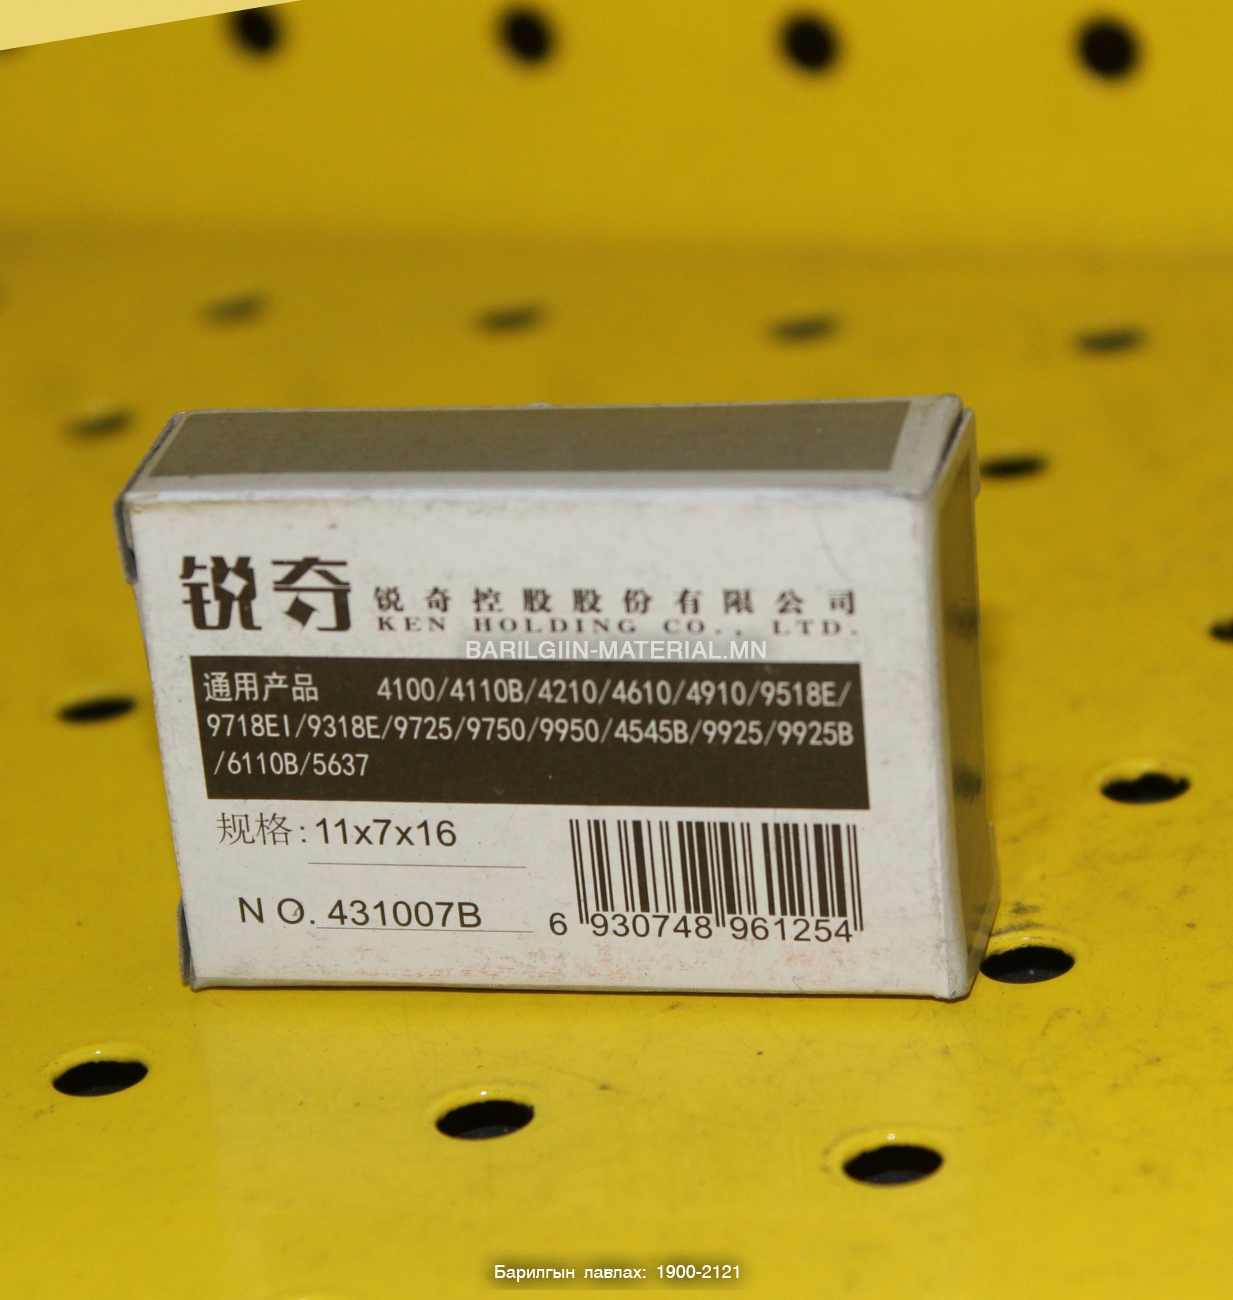 锐奇
锐奇控股股份有限公司
KEN HOLDING CO., LTD.
BARILGIIN-MATERIAL.MN
通用产品 4100/4110B/4210/4610/4910/9518E/
9718EI/9318E/9725/9750/9950/4545B/9925/9925B
/6110B/5637
规格: 11x7x16
NO. 431007B
6 930748 961254
Барилгын лавлах: 1900-2121